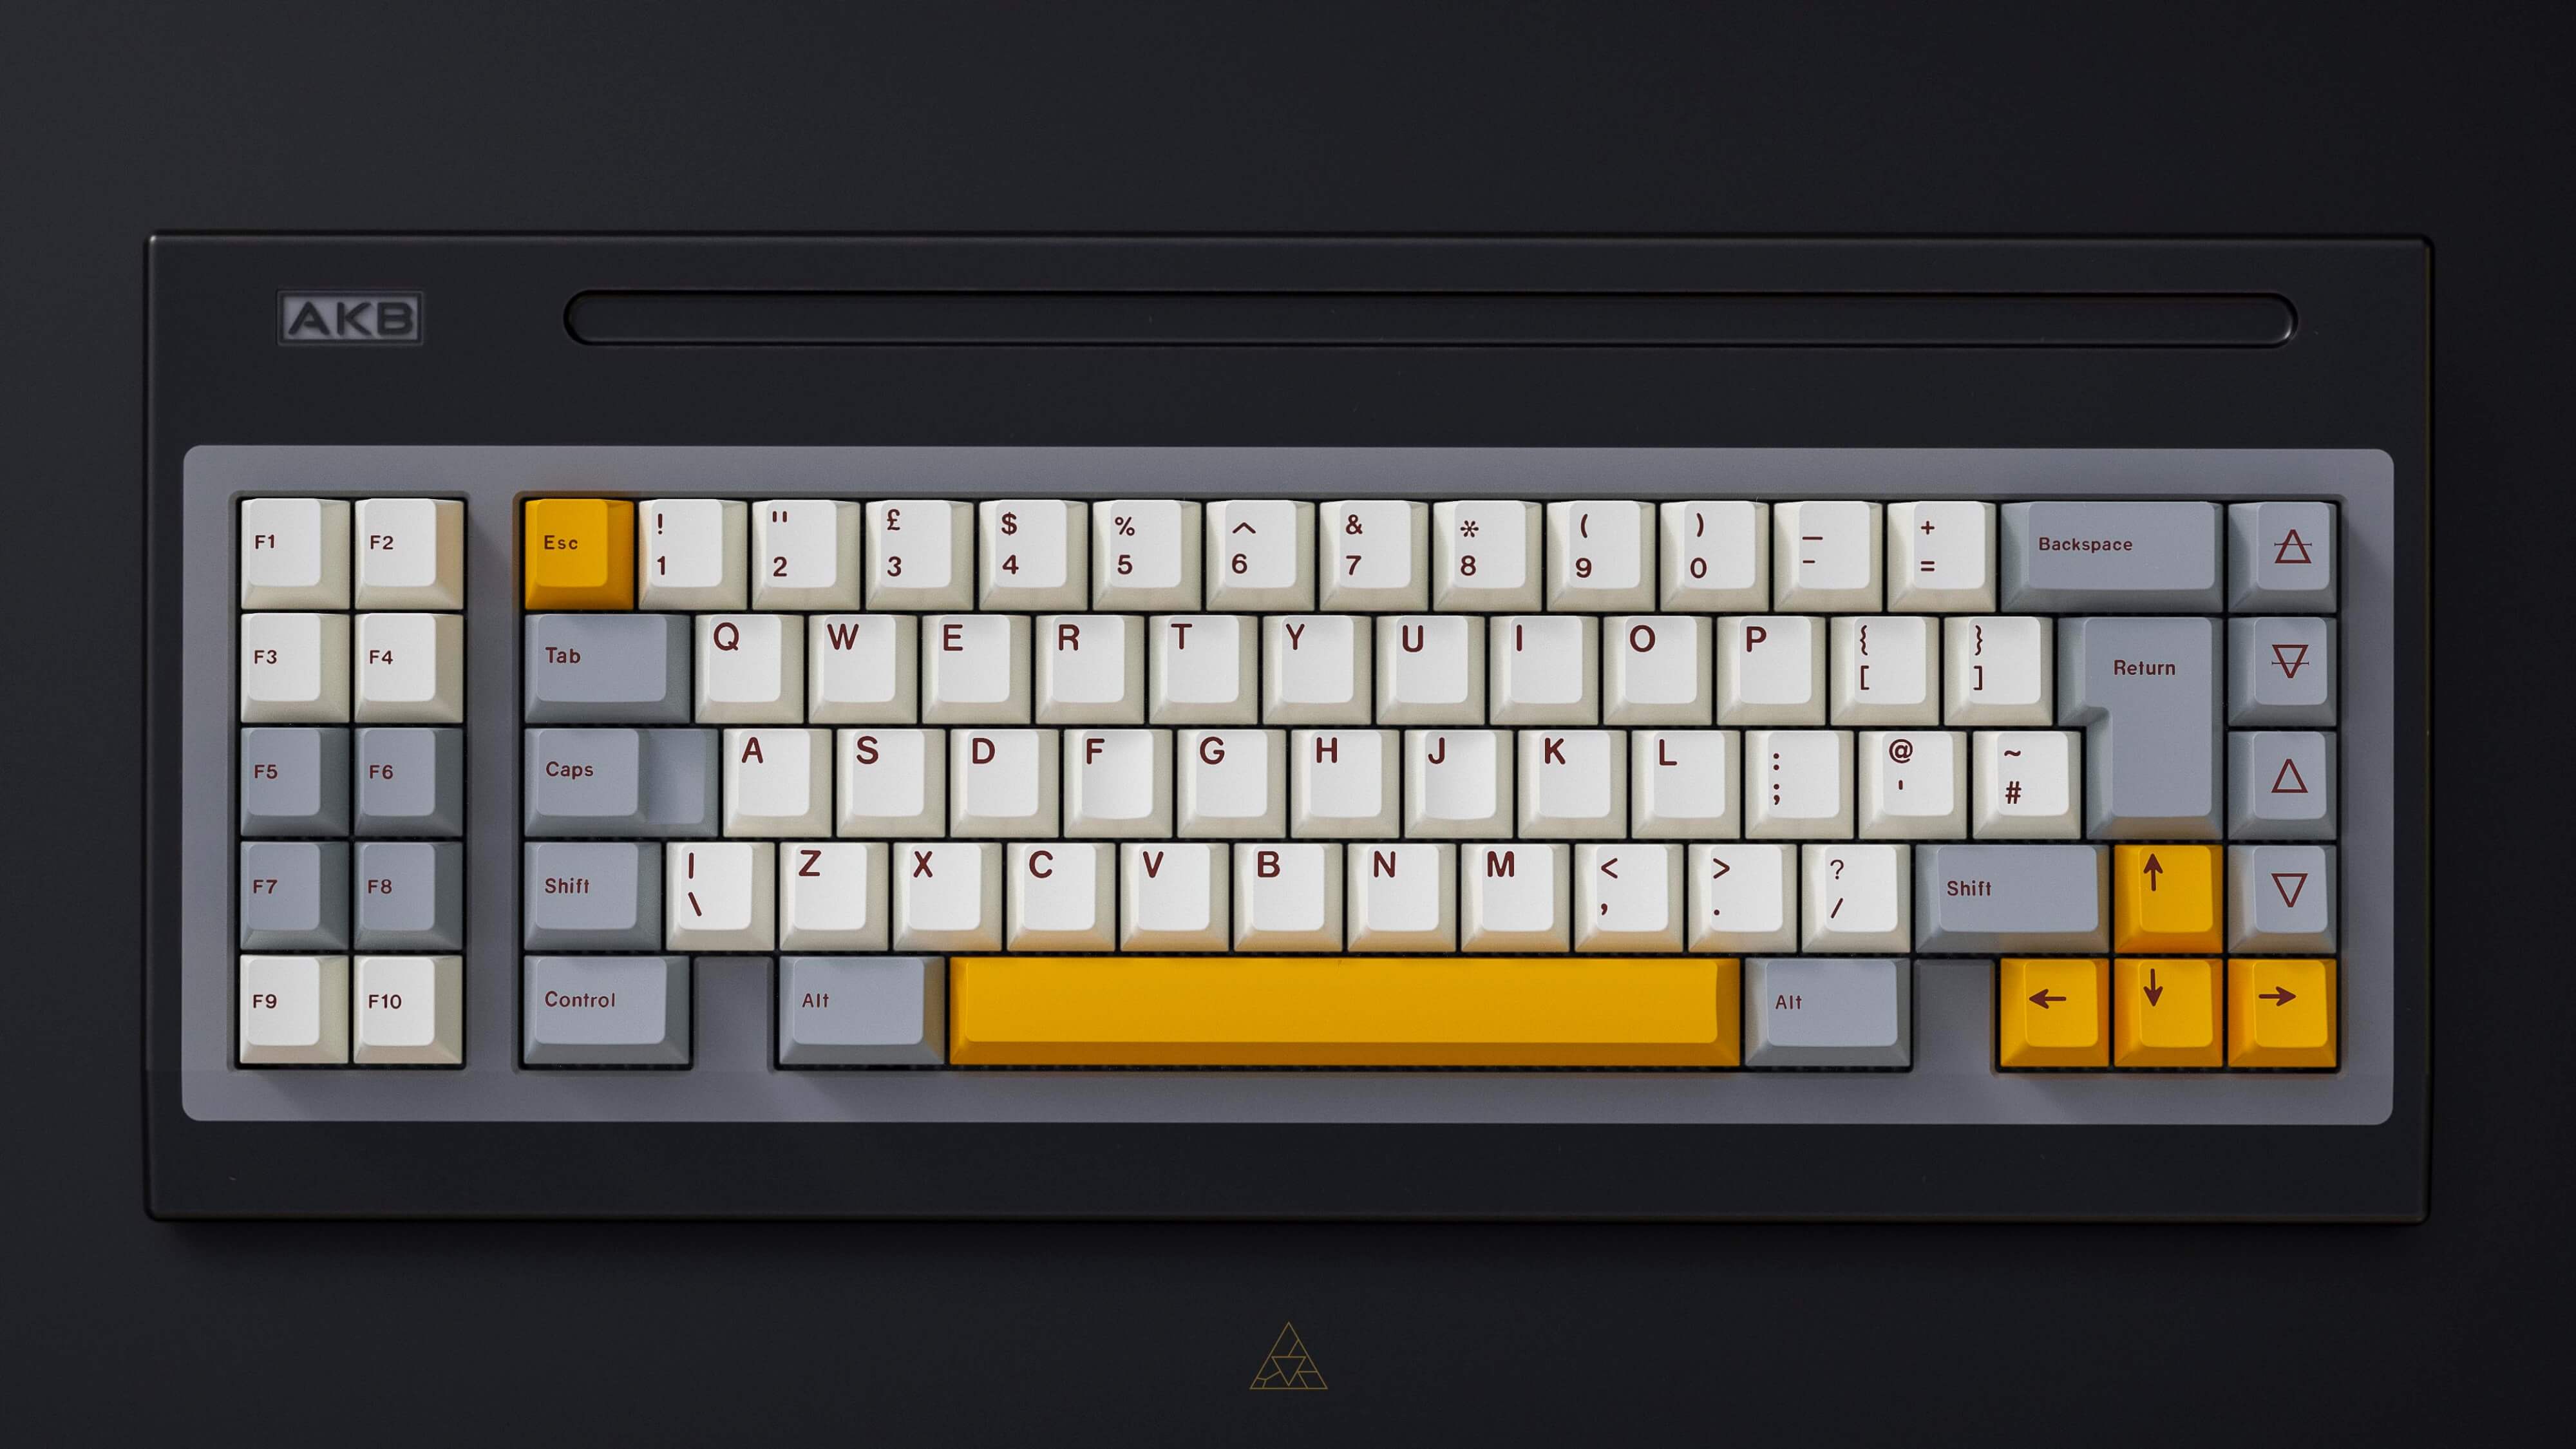 AKB
F1 F2 Esc ! " £ $ % ^ & * ( ) _ + Backspace
1 2 3 4 5 6 7 8 9 0 - =
F3 F4 Tab Q W E R T Y U I O P { } Return
[ ]
F5 F6 Caps A S D F G H J K L : @ ~
; ' #
F7 F8 Shift | Z X C V B N M < > ? Shift ↑
\ , . /
F9 F10 Control Alt Alt ← ↓ →